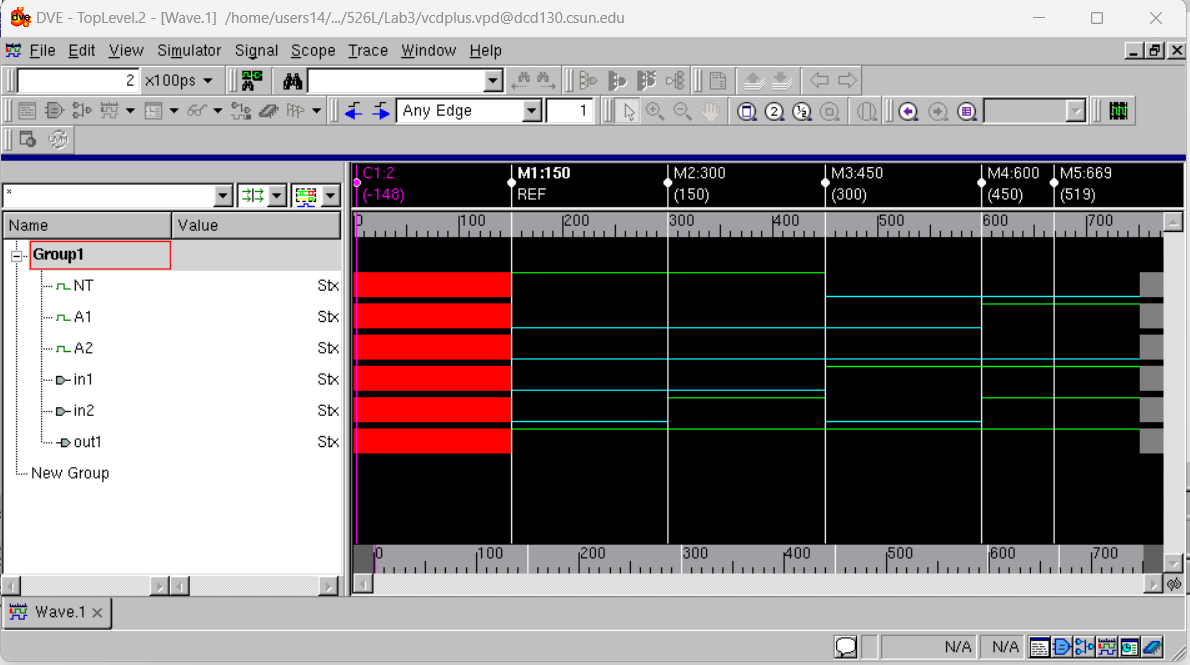 DVE - TopLevel.2 - [Wave.1]  /home/users14/.../526L/Lab3/vcdplus.vpd@dcd130.csun.edu
File Edit View Simulator Signal Scope Trace Window Help
2 x100ps
Any Edge 1
C1:2 M1:150 M2:300 M3:450 M4:600 M5:669
(-148) REF (150) (300) (450) (519)
*
Name Value
0 100 200 300 400 500 600 700
Group1
NT Stx
A1 Stx
A2 Stx
in1 Stx
in2 Stx
out1 Stx
New Group
0 100 200 300 400 500 600 700
Wave.1
N/A N/A